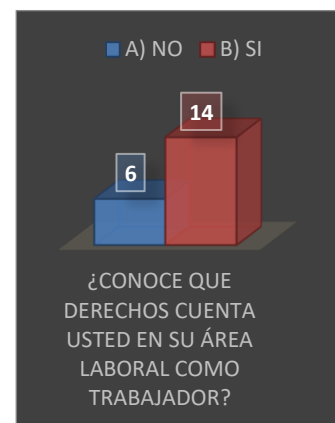 A) NO B) SI
14
6
¿CONOCE QUE
DERECHOS CUENTA
USTED EN SU ÁREA
LABORAL COMO
TRABAJADOR?